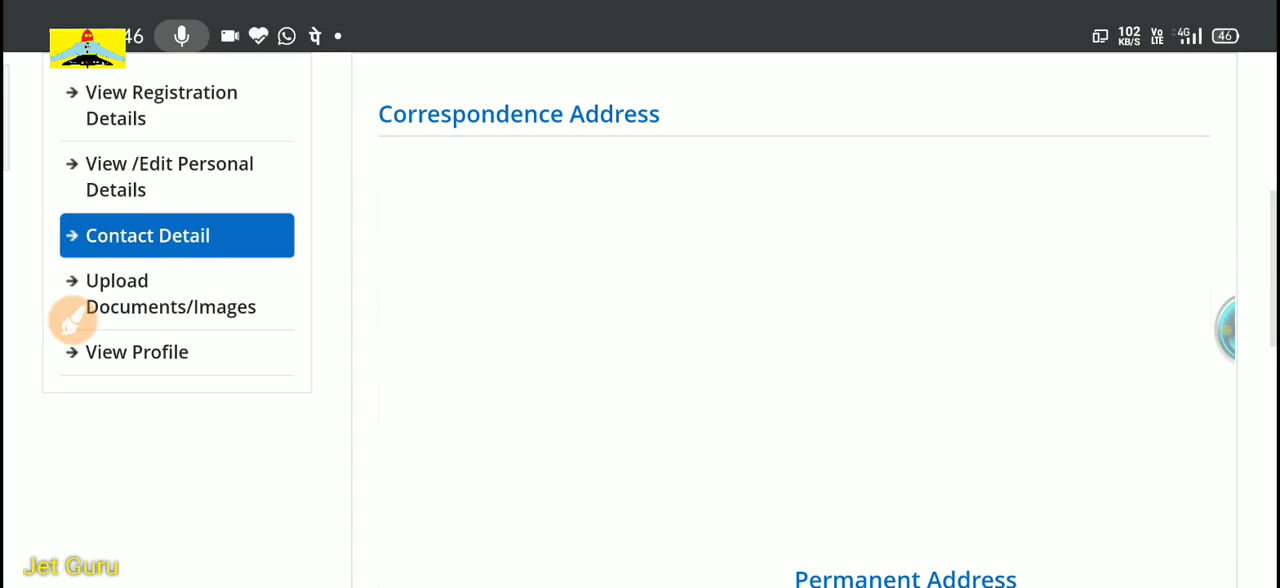 46
102
KB/S
Vo
LTE
4G
46
View Registration
Details
View /Edit Personal
Details
Contact Detail
Upload
Documents/Images
View Profile
Correspondence Address
Permanent Address
Jet Guru